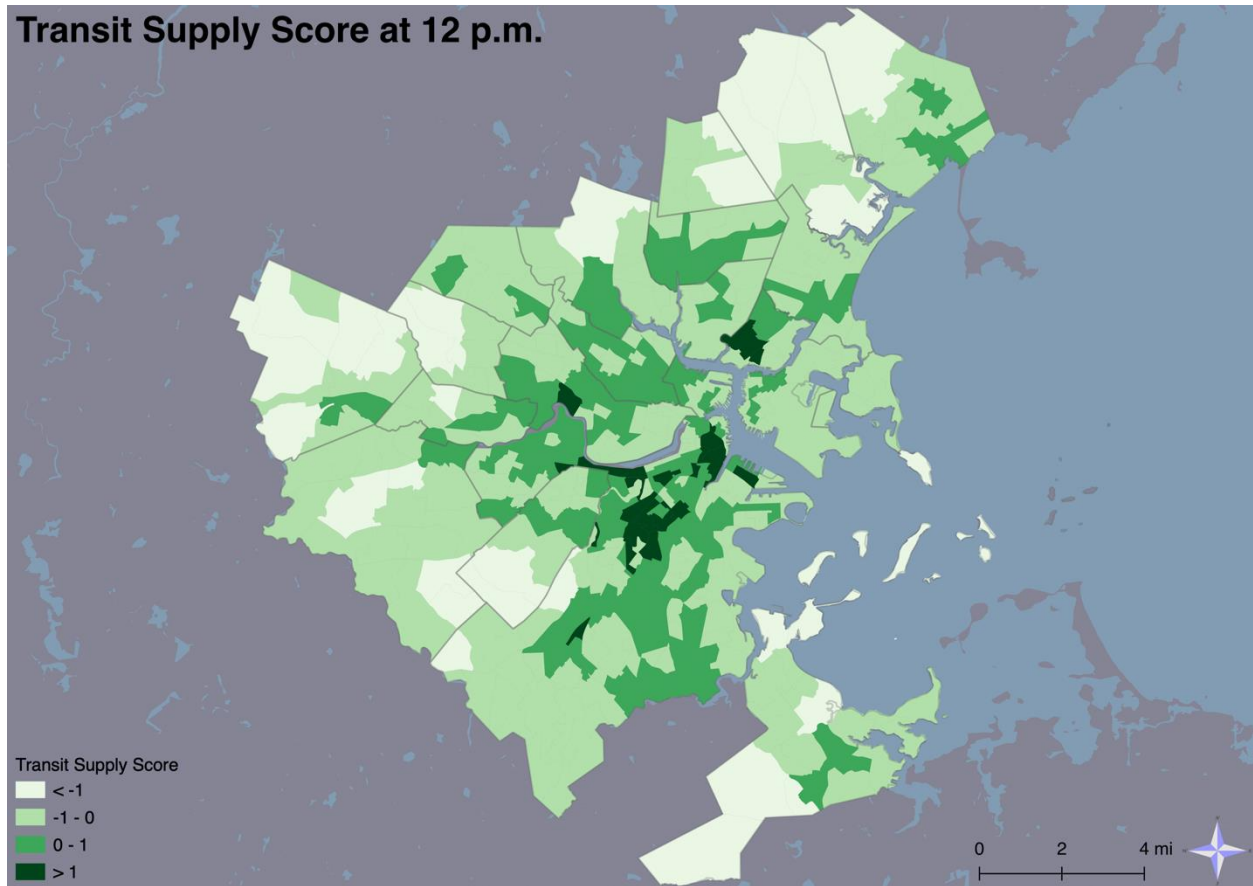 Transit Supply Score at 12 p.m.
Transit Supply Score
< -1
-1 - 0
0 - 1
> 1
0 2 4 mi